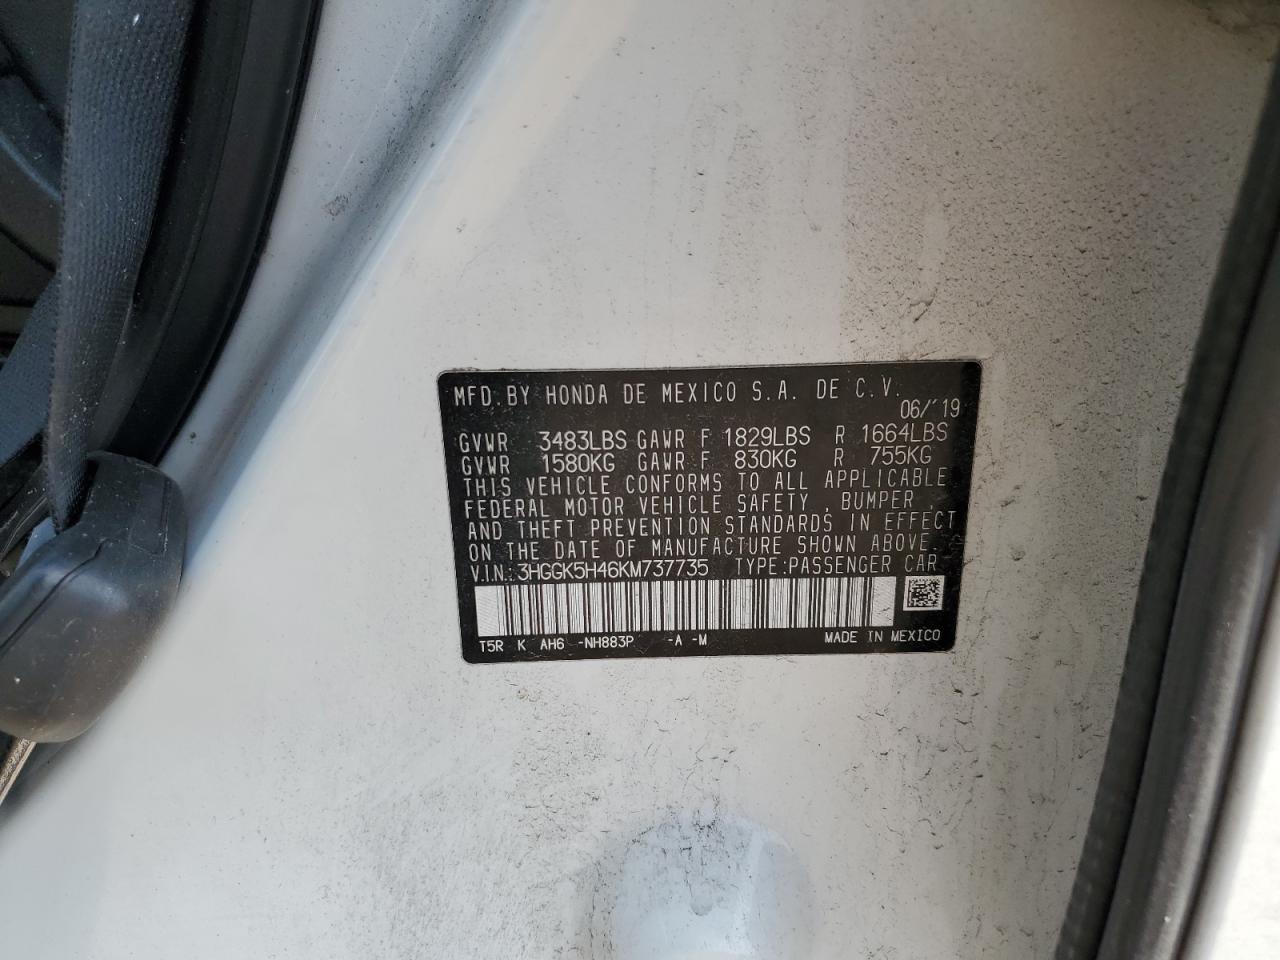 MFD. BY HONDA DE MEXICO S.A. DE C.V.
06/'19
GVWR 3483LBS GAWR F 1829LBS R 1664LBS
GVWR 1580KG GAWR F 830KG R 755KG
THIS VEHICLE CONFORMS TO ALL APPLICABLE
FEDERAL MOTOR VEHICLE SAFETY , BUMPER ,
AND THEFT PREVENTION STANDARDS IN EFFECT
ON THE DATE OF MANUFACTURE SHOWN ABOVE.
V.I.N.:3HGGK5H46KM737735 TYPE:PASSENGER CAR
T5R K AH6 -NH883P -A -M MADE IN MEXICO